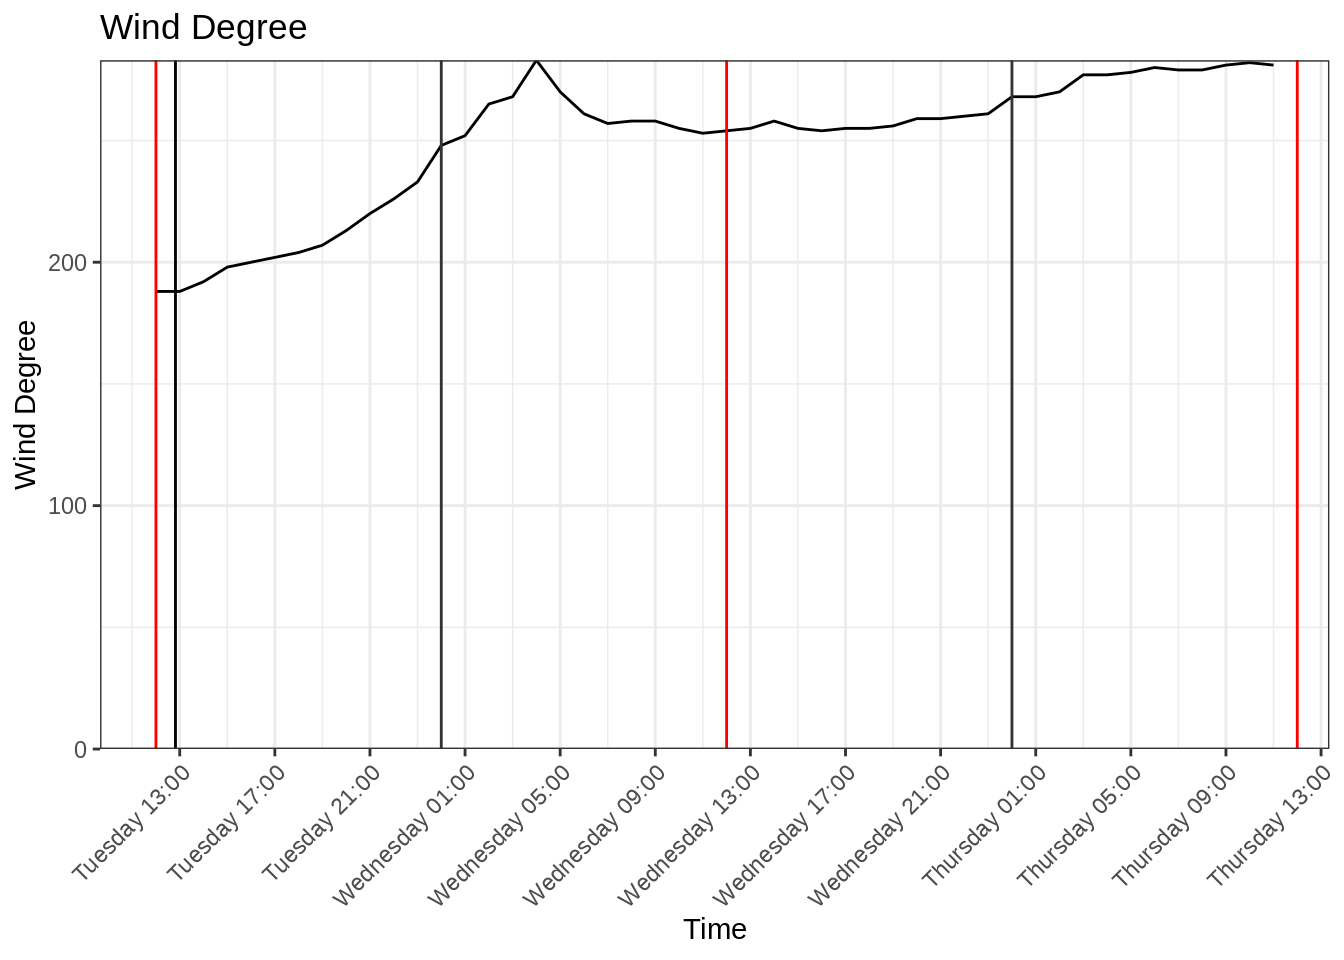 Wind Degree
Wind Degree
200
100
0
Tuesday 13:00
Tuesday 17:00
Tuesday 21:00
Wednesday 01:00
Wednesday 05:00
Wednesday 09:00
Wednesday 13:00
Wednesday 17:00
Wednesday 21:00
Thursday 01:00
Thursday 05:00
Thursday 09:00
Thursday 13:00
Time